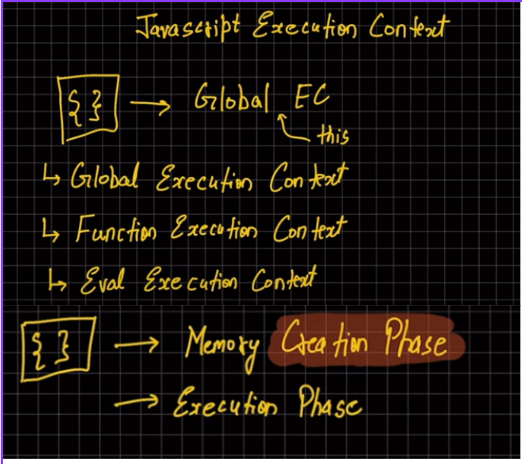 Javascript Execution Context
{ } → Global EC
this
↳ Global Execution Context
↳ Function Execution Context
↳ Eval Execution Context
{ } → Memory Creation Phase
→ Execution Phase